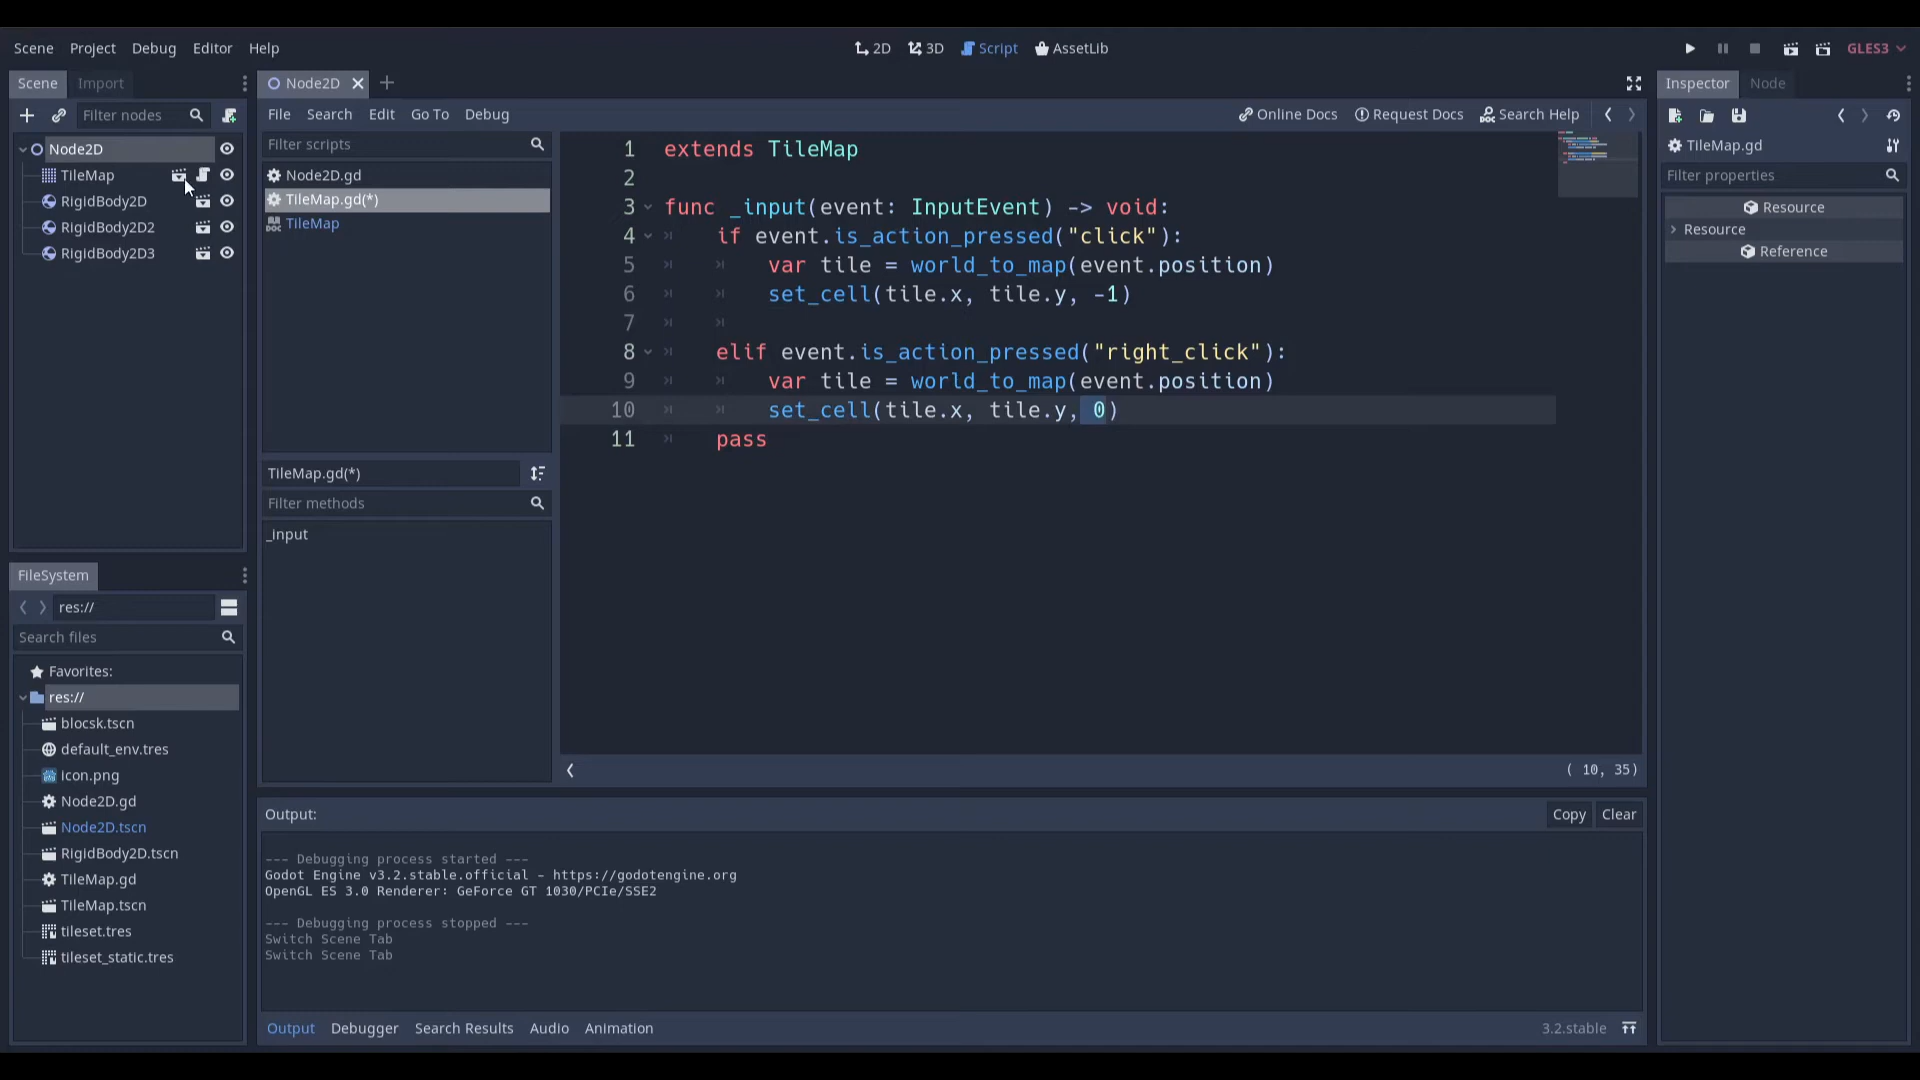 Scene Project Debug Editor Help
2D 3D Script AssetLib
GLES3
Scene Import
Filter nodes
Node2D
TileMap
RigidBody2D
RigidBody2D2
RigidBody2D3
Node2D
File Search Edit Go To Debug
Online Docs Request Docs Search Help
Filter scripts
Node2D.gd
TileMap.gd(*)
TileMap
TileMap.gd(*)
Filter methods
_input
1 extends TileMap
2
3 func _input(event: InputEvent) -> void:
4 if event.is_action_pressed("click"):
5 var tile = world_to_map(event.position)
6 set_cell(tile.x, tile.y, -1)
7
8 elif event.is_action_pressed("right_click"):
9 var tile = world_to_map(event.position)
10 set_cell(tile.x, tile.y, 0)
11 pass
( 10, 35)
Inspector Node
TileMap.gd
Filter properties
Resource
Resource
Reference
FileSystem
res://
Search files
Favorites:
res://
blocsk.tscn
default_env.tres
icon.png
Node2D.gd
Node2D.tscn
RigidBody2D.tscn
TileMap.gd
TileMap.tscn
tileset.tres
tileset_static.tres
Output:
Copy Clear
--- Debugging process started ---
Godot Engine v3.2.stable.official - https://godotengine.org
OpenGL ES 3.0 Renderer: GeForce GT 1030/PCIe/SSE2
--- Debugging process stopped ---
Switch Scene Tab
Switch Scene Tab
Output Debugger Search Results Audio Animation
3.2.stable